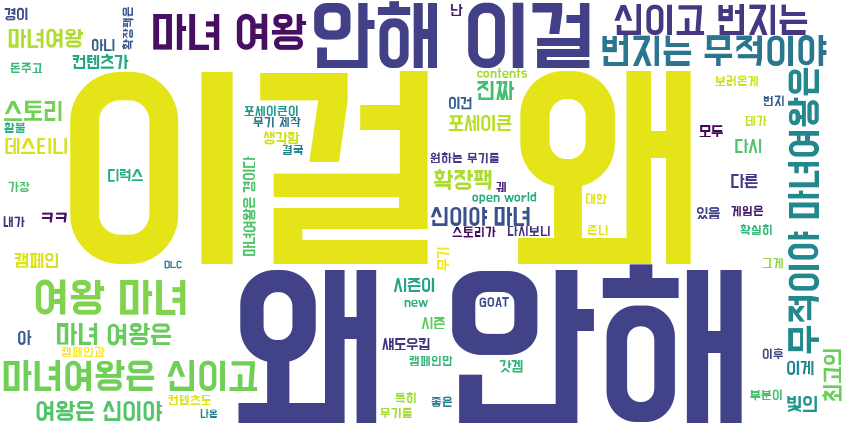 경이
마녀여왕
아니
확장팩은
마녀 여왕
안해 이걸
난
신이고 번지는
번지는 무적이야
돈주고
컨텐츠가
이걸 왜
contents
진짜
보러온게
번지
스토리
환불
데스티니
포세이큰이
무기 제작
생각함
결국
이건
포세이큰
모두
데가
다시
디럭스
마녀여왕은 경이다
원하는 무기를
확장팩
퀘
open world
대한
다른
무적이야 마녀여왕은
가장
내가
ㅋㅋ
신이야 마녀
스토리가
다시보니
존나
있음
게임은
확실히
캠페인
DLC
무기
그게
여왕 마녀
시즌이
new
GOAT
왜 안해
아
마녀 여왕은
시즌
섀도우킵
캠페인과
캠페인만
갓겜
이후
이게
최고의
마녀여왕은 신이고
컨텐츠도
나온
여왕은 신이야
특히
무기들
좋은
부분이
빛의